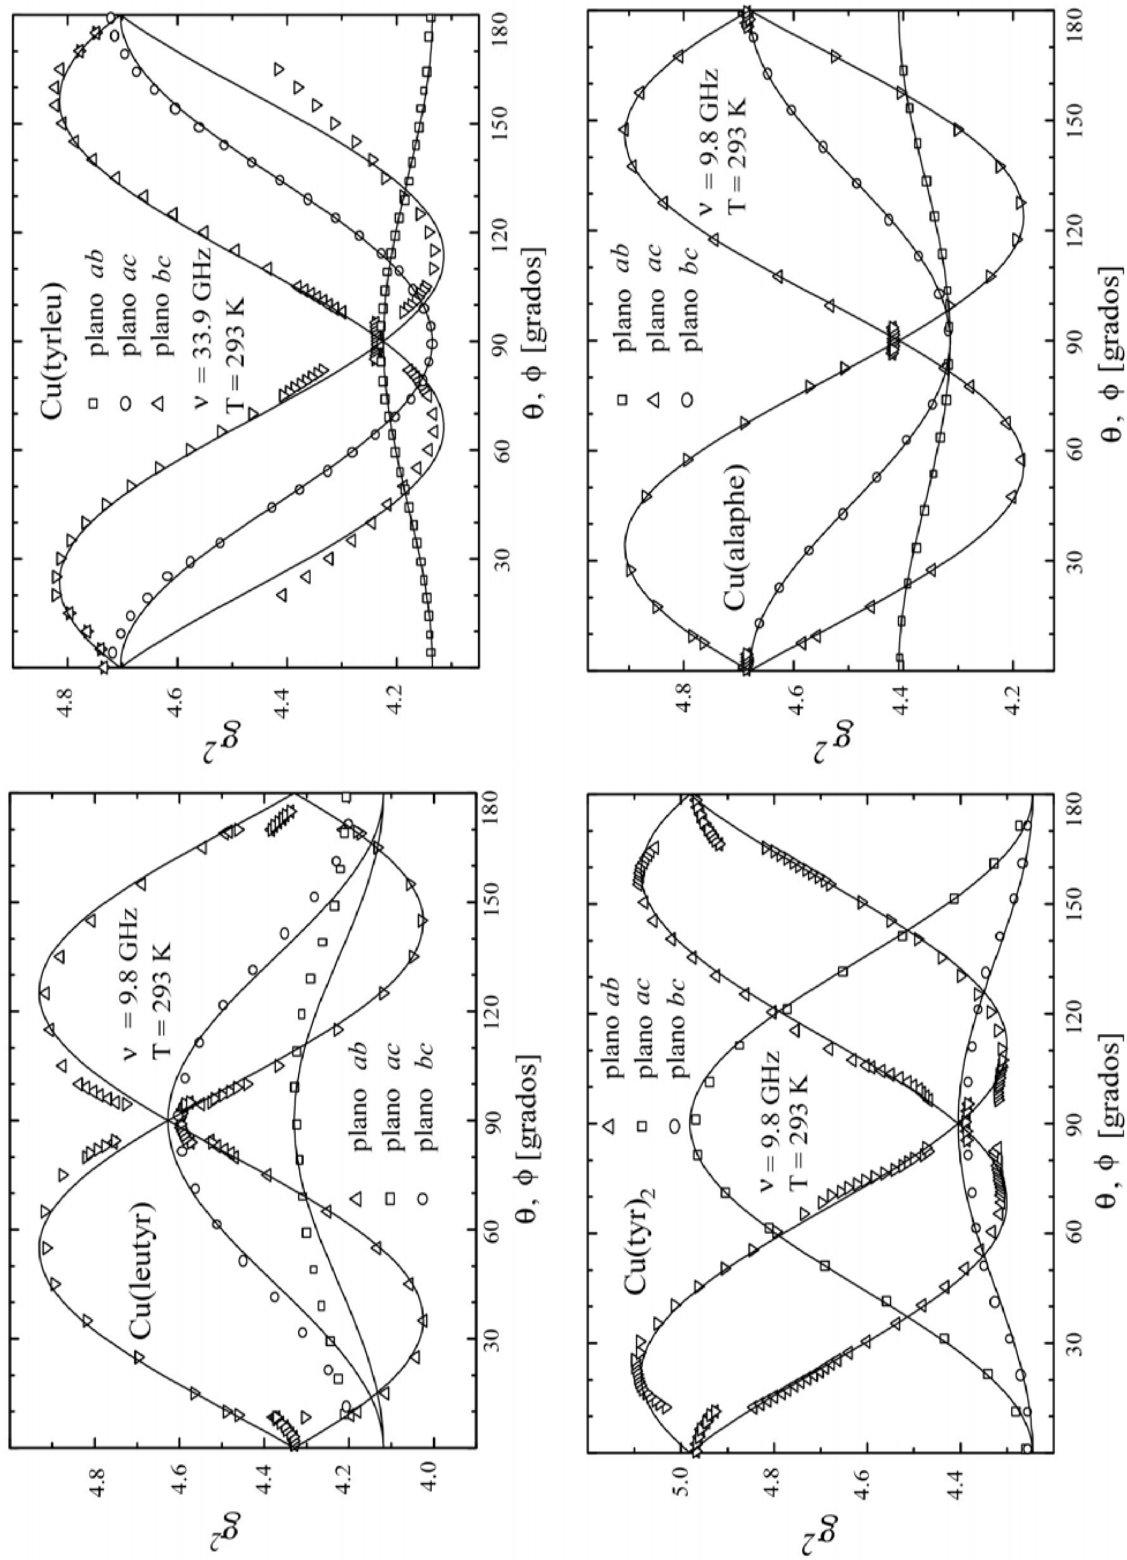 Cu(leutyr)
ν = 9.8 GHz
T = 293 K
plano ab
plano ac
plano bc
g²
4.8
4.6
4.4
4.2
4.0
30 60 90 120 150 180
θ, ϕ [grados]
Cu(tyrleu)
plano ab
plano ac
plano bc
ν = 33.9 GHz
T = 293 K
g²
4.8
4.6
4.4
4.2
30 60 90 120 150 180
θ, ϕ [grados]
Cu(tyr)₂
plano ab
plano ac
plano bc
ν = 9.8 GHz
T = 293 K
g²
5.0
4.8
4.6
4.4
30 60 90 120 150 180
θ, ϕ [grados]
Cu(alaphe)
plano ab
plano ac
plano bc
ν = 9.8 GHz
T = 293 K
g²
4.8
4.6
4.4
4.2
30 60 90 120 150 180
θ, ϕ [grados]